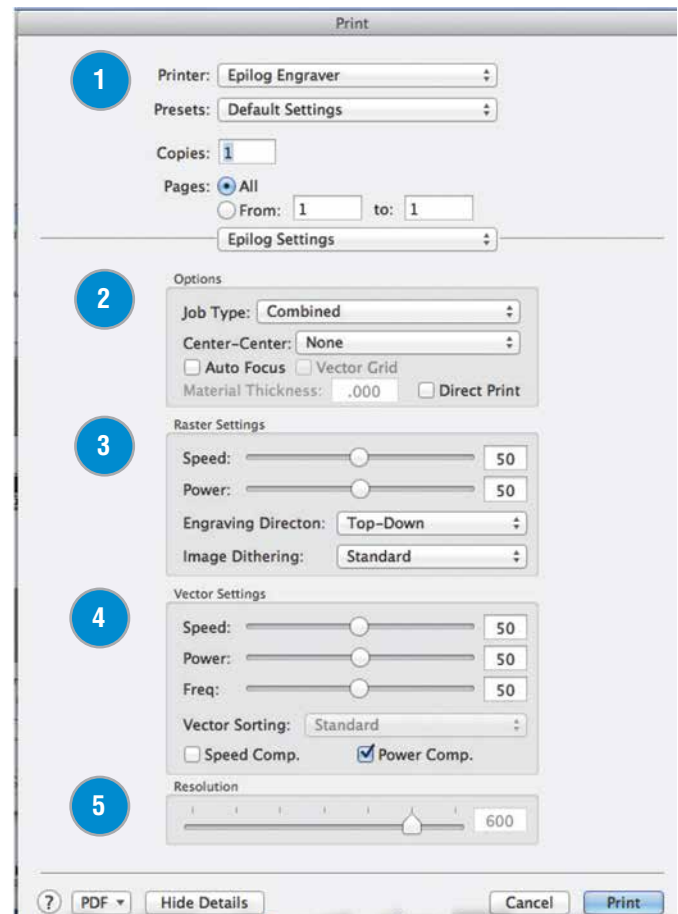 Print
1
Printer: Epilog Engraver
Presets: Default Settings
Copies: 1
Pages: All
From: 1 to: 1
Epilog Settings
2
Options
Job Type: Combined
Center-Center: None
Auto Focus Vector Grid
Material Thickness: .000 Direct Print
3
Raster Settings
Speed: 50
Power: 50
Engraving Directon: Top-Down
Image Dithering: Standard
4
Vector Settings
Speed: 50
Power: 50
Freq: 50
Vector Sorting: Standard
Speed Comp. Power Comp.
5
Resolution
600
? PDF Hide Details Cancel Print